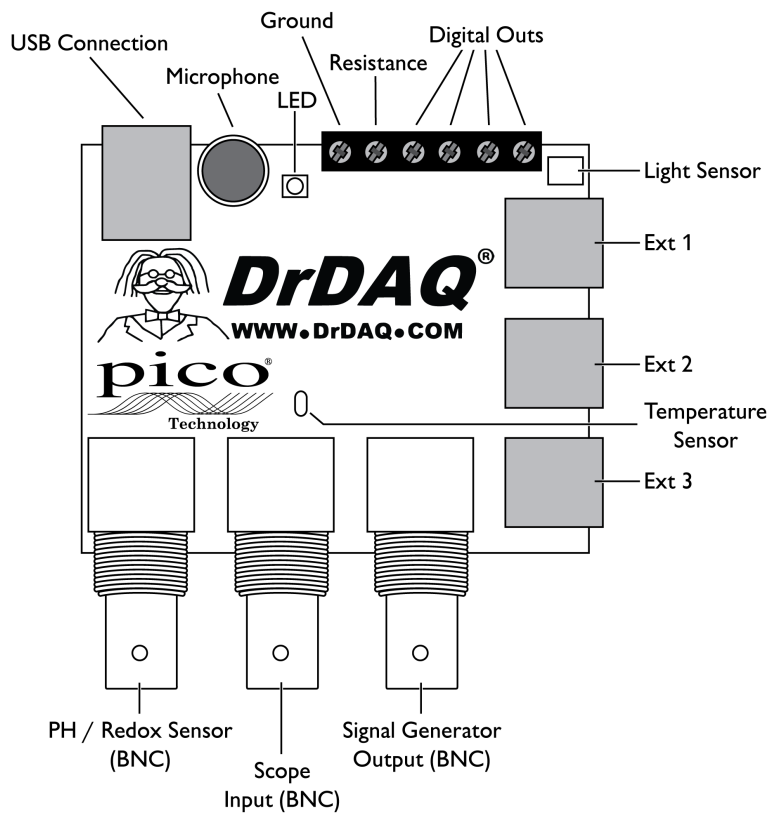 Ground
Digital Outs
USB Connection
Resistance
Microphone
LED
Light Sensor
Ext 1
DrDAQ®
WWW.DrDAQ.COM
pico®
Technology
Ext 2
Temperature
Sensor
Ext 3
PH / Redox Sensor
(BNC)
Scope
Input (BNC)
Signal Generator
Output (BNC)